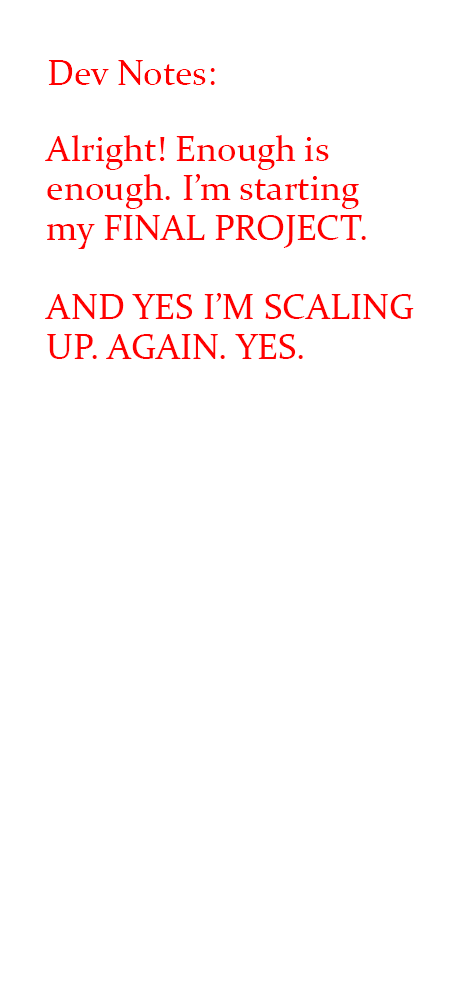 Dev Notes:
Alright! Enough is
enough. I’m starting
my FINAL PROJECT.
AND YES I’M SCALING
UP. AGAIN. YES.